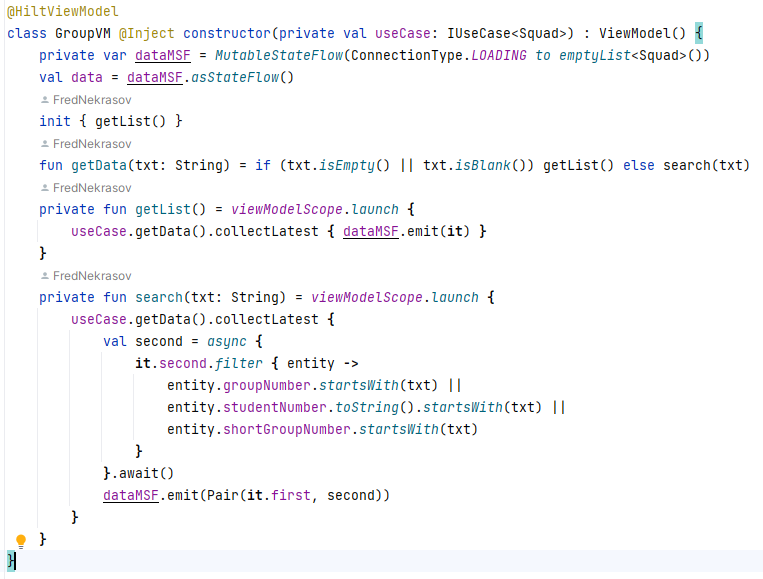 @HiltViewModel
class GroupVM @Inject constructor(private val useCase: IUseCase<Squad>) : ViewModel() {
    private var dataMSF = MutableStateFlow(ConnectionType.LOADING to emptyList<Squad>())
    val data = dataMSF.asStateFlow()
    FredNekrasov
    init { getList() }
    FredNekrasov
    fun getData(txt: String) = if (txt.isEmpty() || txt.isBlank()) getList() else search(txt)
    FredNekrasov
    private fun getList() = viewModelScope.launch {
        useCase.getData().collectLatest { dataMSF.emit(it) }
    }
    FredNekrasov
    private fun search(txt: String) = viewModelScope.launch {
        useCase.getData().collectLatest {
            val second = async {
                it.second.filter { entity ->
                    entity.groupNumber.startsWith(txt) ||
                    entity.studentNumber.toString().startsWith(txt) ||
                    entity.shortGroupNumber.startsWith(txt)
                }
            }.await()
            dataMSF.emit(Pair(it.first, second))
        }
    }
}